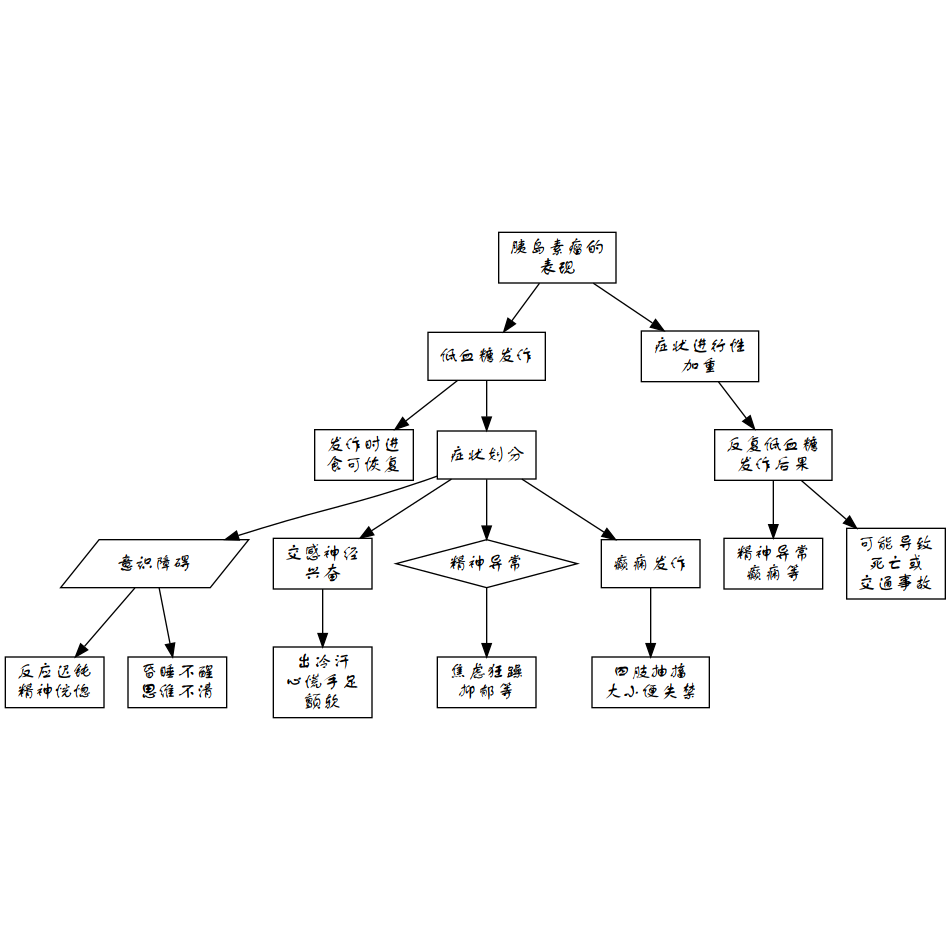 胰岛素瘤的
表现
低血糖发作
症状进行性
加重
发作时进
食可恢复
症状划分
反复低血糖
发作后果
意识障碍
交感神经
兴奋
精神异常
癫痫发作
精神异常
癫痫等
可能导致
死亡或
交通事故
反应迟钝
精神恍惚
昏睡不醒
思维不清
出冷汗
心慌手足
颤软
焦虑狂躁
抑郁等
四肢抽搐
大小便失禁